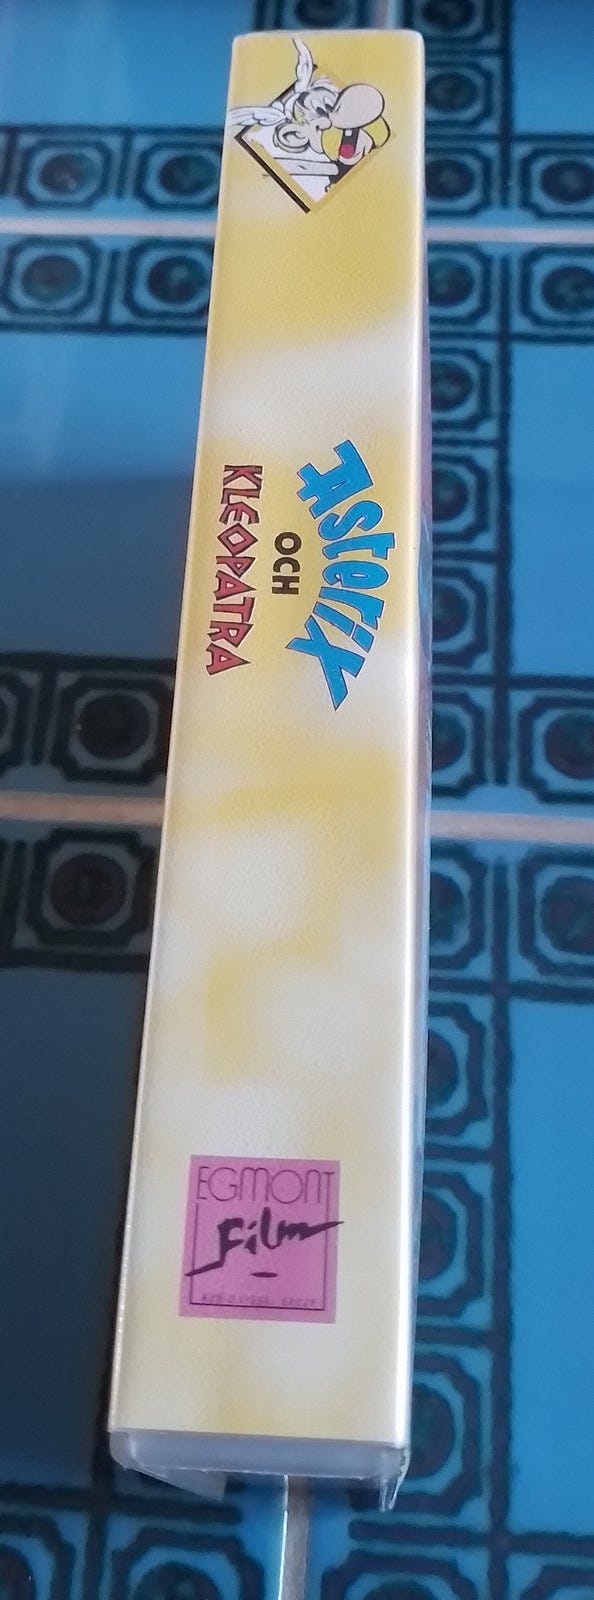 Asterix
OCH
KLEOPATRA
EGMONT
Film